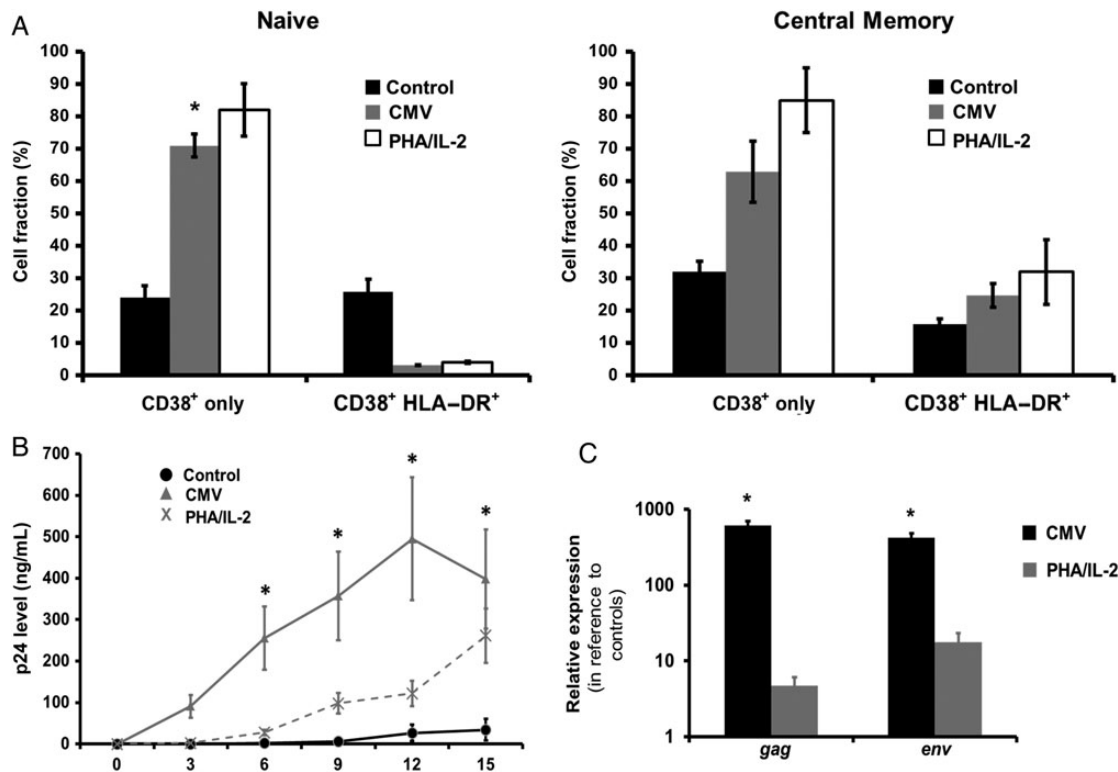 A
Naive
Central Memory
100
90
80
70
60
50
40
30
20
10
0
Cell fraction (%)
*
Control
CMV
PHA/IL-2
CD38+ only
CD38+ HLA–DR+
100
90
80
70
60
50
40
30
20
10
0
Cell fraction (%)
Control
CMV
PHA/IL-2
CD38+ only
CD38+ HLA–DR+
B
700
600
500
400
300
200
100
0
p24 level (ng/mL)
Control
CMV
PHA/IL-2
*
*
*
*
0 3 6 9 12 15
C
1000
100
10
1
Relative expression
(in reference to
controls)
*
*
CMV
PHA/IL-2
gag env